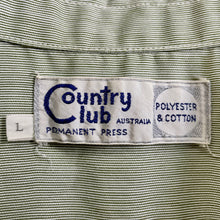 Country
Club AUSTRALIA
PERMANENT PRESS
POLYESTER
& COTTON
L